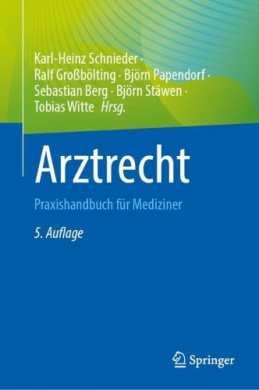 Karl-Heinz Schnieder ·
Ralf Großbölting · Björn Papendorf ·
Sebastian Berg · Björn Stäwen ·
Tobias Witte Hrsg.
Arztrecht
Praxishandbuch für Mediziner
5. Auflage
Springer